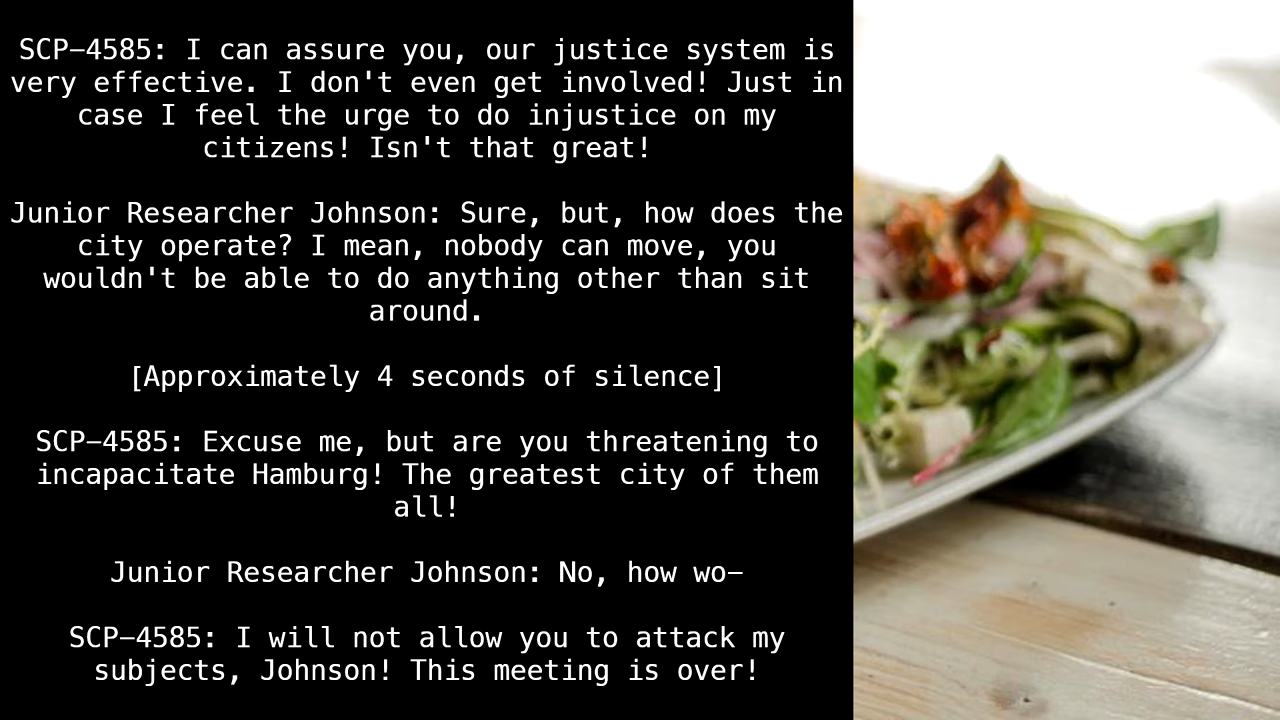 SCP–4585: I can assure you, our justice system is
very effective. I don't even get involved! Just in
case I feel the urge to do injustice on my
citizens! Isn't that great!
Junior Researcher Johnson: Sure, but, how does the
city operate? I mean, nobody can move, you
wouldn't be able to do anything other than sit
around.
[Approximately 4 seconds of silence]
SCP–4585: Excuse me, but are you threatening to
incapacitate Hamburg! The greatest city of them
all!
Junior Researcher Johnson: No, how wo–
SCP–4585: I will not allow you to attack my
subjects, Johnson! This meeting is over!